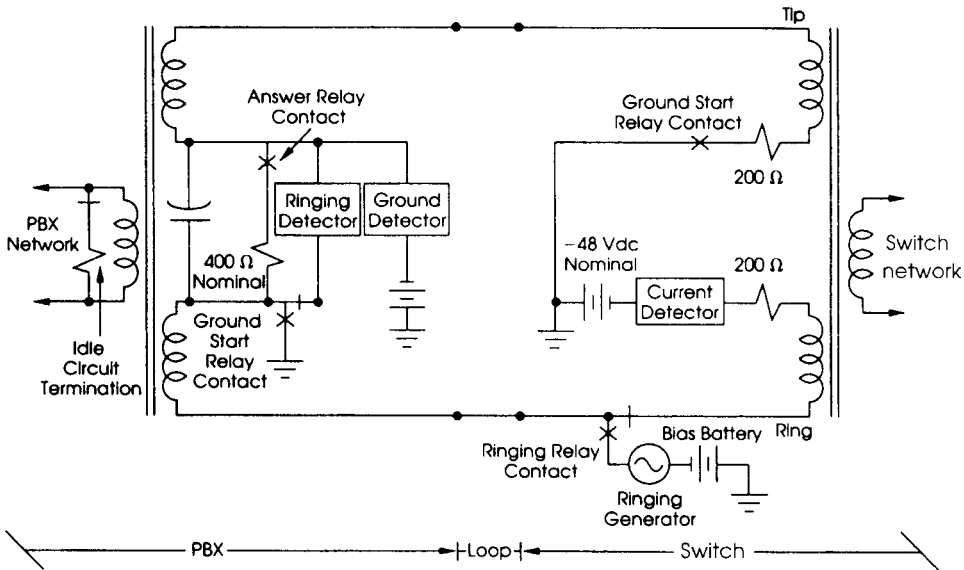 Tip
Answer Relay
Contact
Ground Start
Relay Contact
200 Ω
Ringing
Detector
Ground
Detector
PBX
Network
400 Ω
Nominal
−48 Vdc
Nominal
200 Ω
Current
Detector
Switch
network
Ground
Start
Relay
Contact
Idle
Circuit
Termination
Ring
Ringing Relay
Contact
Bias Battery
Ringing
Generator
PBX
Loop
Switch